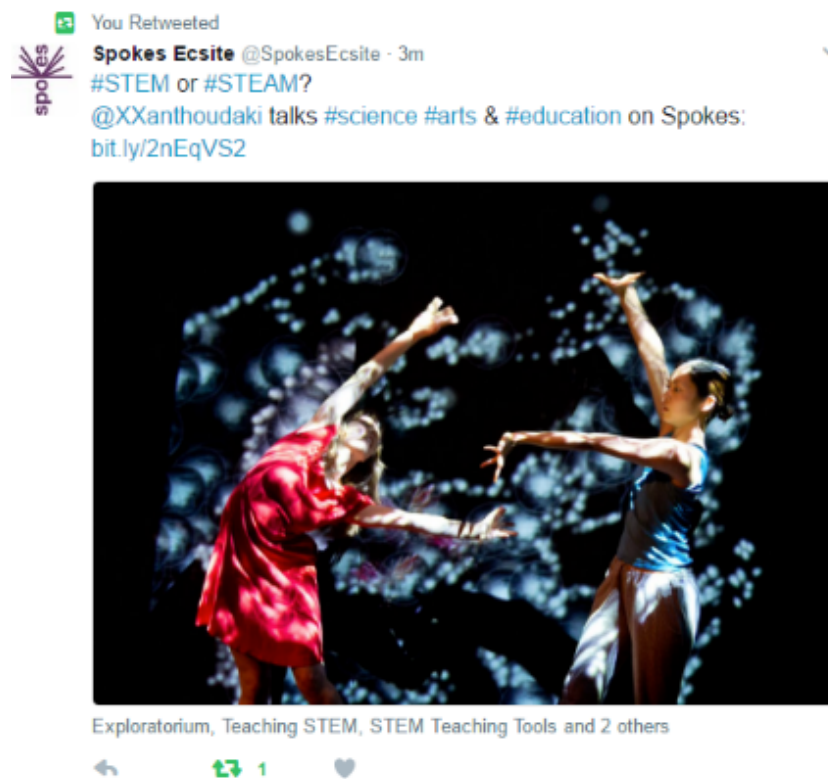 You Retweeted
Spokes Ecsite @SpokesEcsite · 3m
spokes
#STEM or #STEAM?
@XXanthoudaki talks #science #arts & #education on Spokes:
bit.ly/2nEqVS2
Exploratorium, Teaching STEM, STEM Teaching Tools and 2 others
1